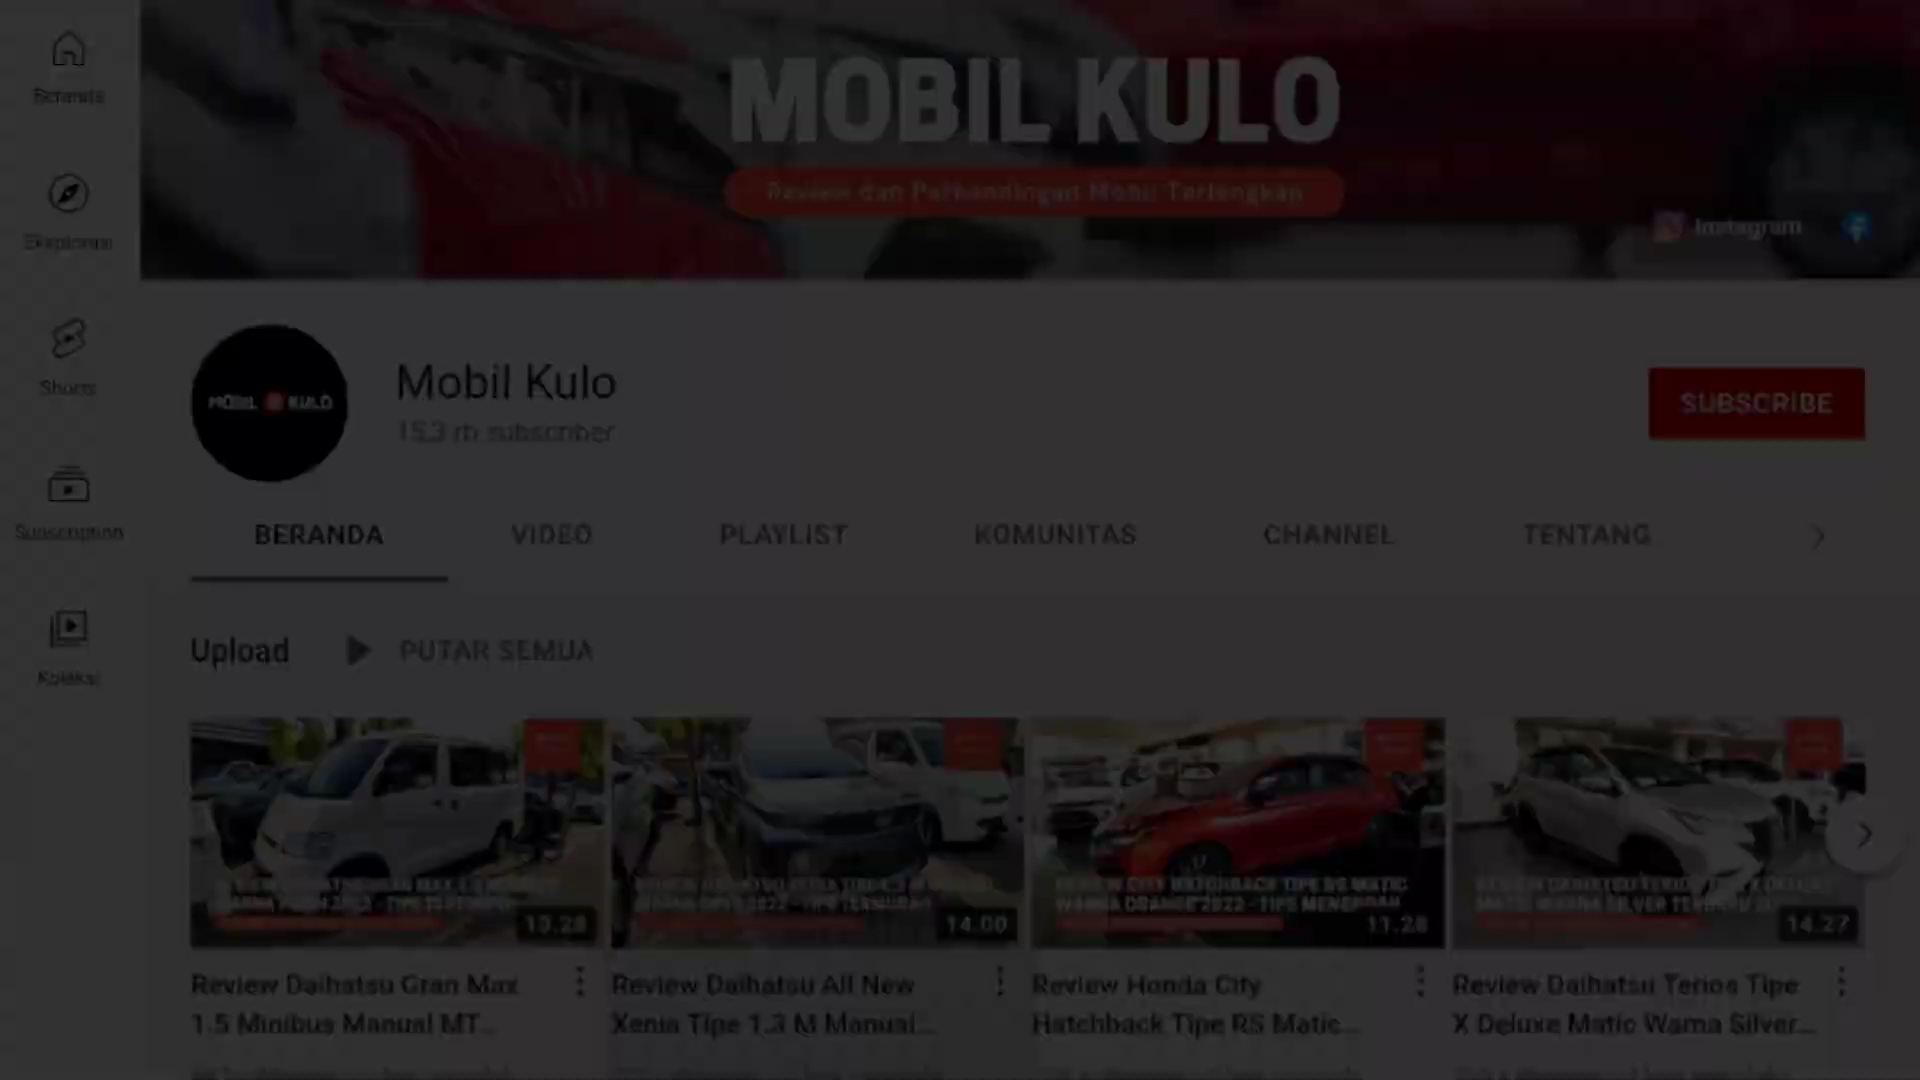 MOBIL KULO
Review dan Perbandingan Mobil Terlengkap
Instagram
Beranda
Eksplorasi
Shorts
Subscription
Koleksi
MOBIL KULO
Mobil Kulo
15,3 rb subscriber
SUBSCRIBE
BERANDA VIDEO PLAYLIST KOMUNITAS CHANNEL TENTANG
Upload PUTAR SEMUA
13.28
14.00
11.28
14.27
Review Daihatsu Gran Max
1.5 Minibus Manual MT...
Review Daihatsu All New
Xenia Tipe 1.3 M Manual...
Review Honda City
Hatchback Tipe RS Matic...
Review Daihatsu Terios Tipe
X Deluxe Matic Warna Silver...